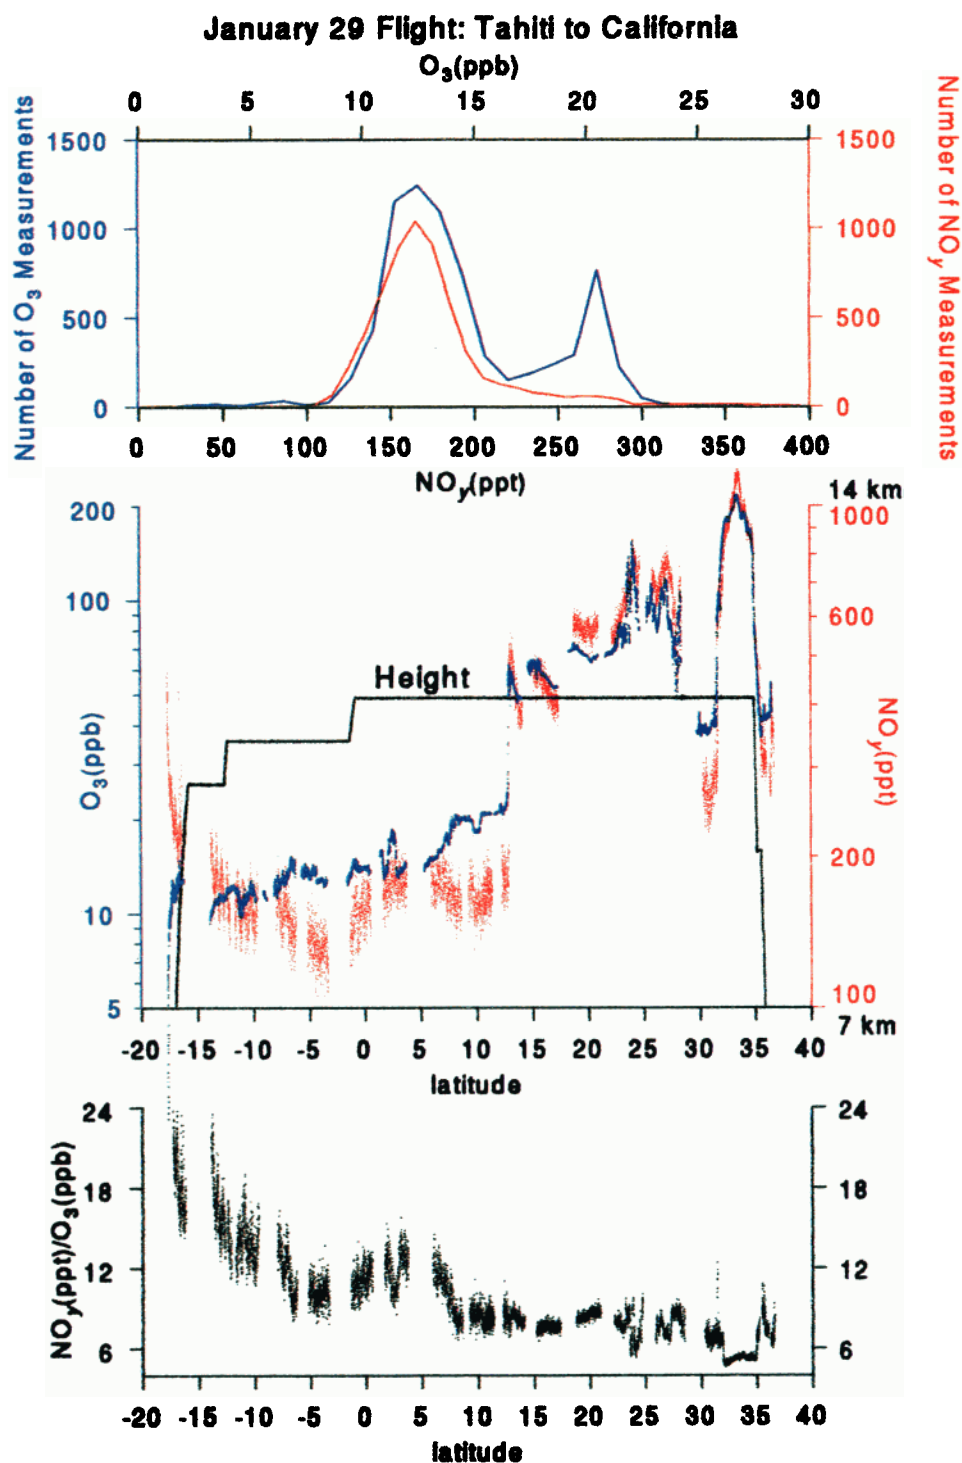 January 29 Flight: Tahiti to California
O3(ppb)
0 5 10 15 20 25 30
Number of O3 Measurements
1500
1000
500
0
1500
1000
500
0
Number of NOy Measurements
0 50 100 150 200 250 300 350 400
NOy(ppt)
14 km
200
100
10
5
O3(ppb)
Height
1000
600
200
100
NOy(ppt)
7 km
-20 -15 -10 -5 0 5 10 15 20 25 30 35 40
latitude
NOy(ppt)/O3(ppb)
24
18
12
6
24
18
12
6
-20 -15 -10 -5 0 5 10 15 20 25 30 35 40
latitude